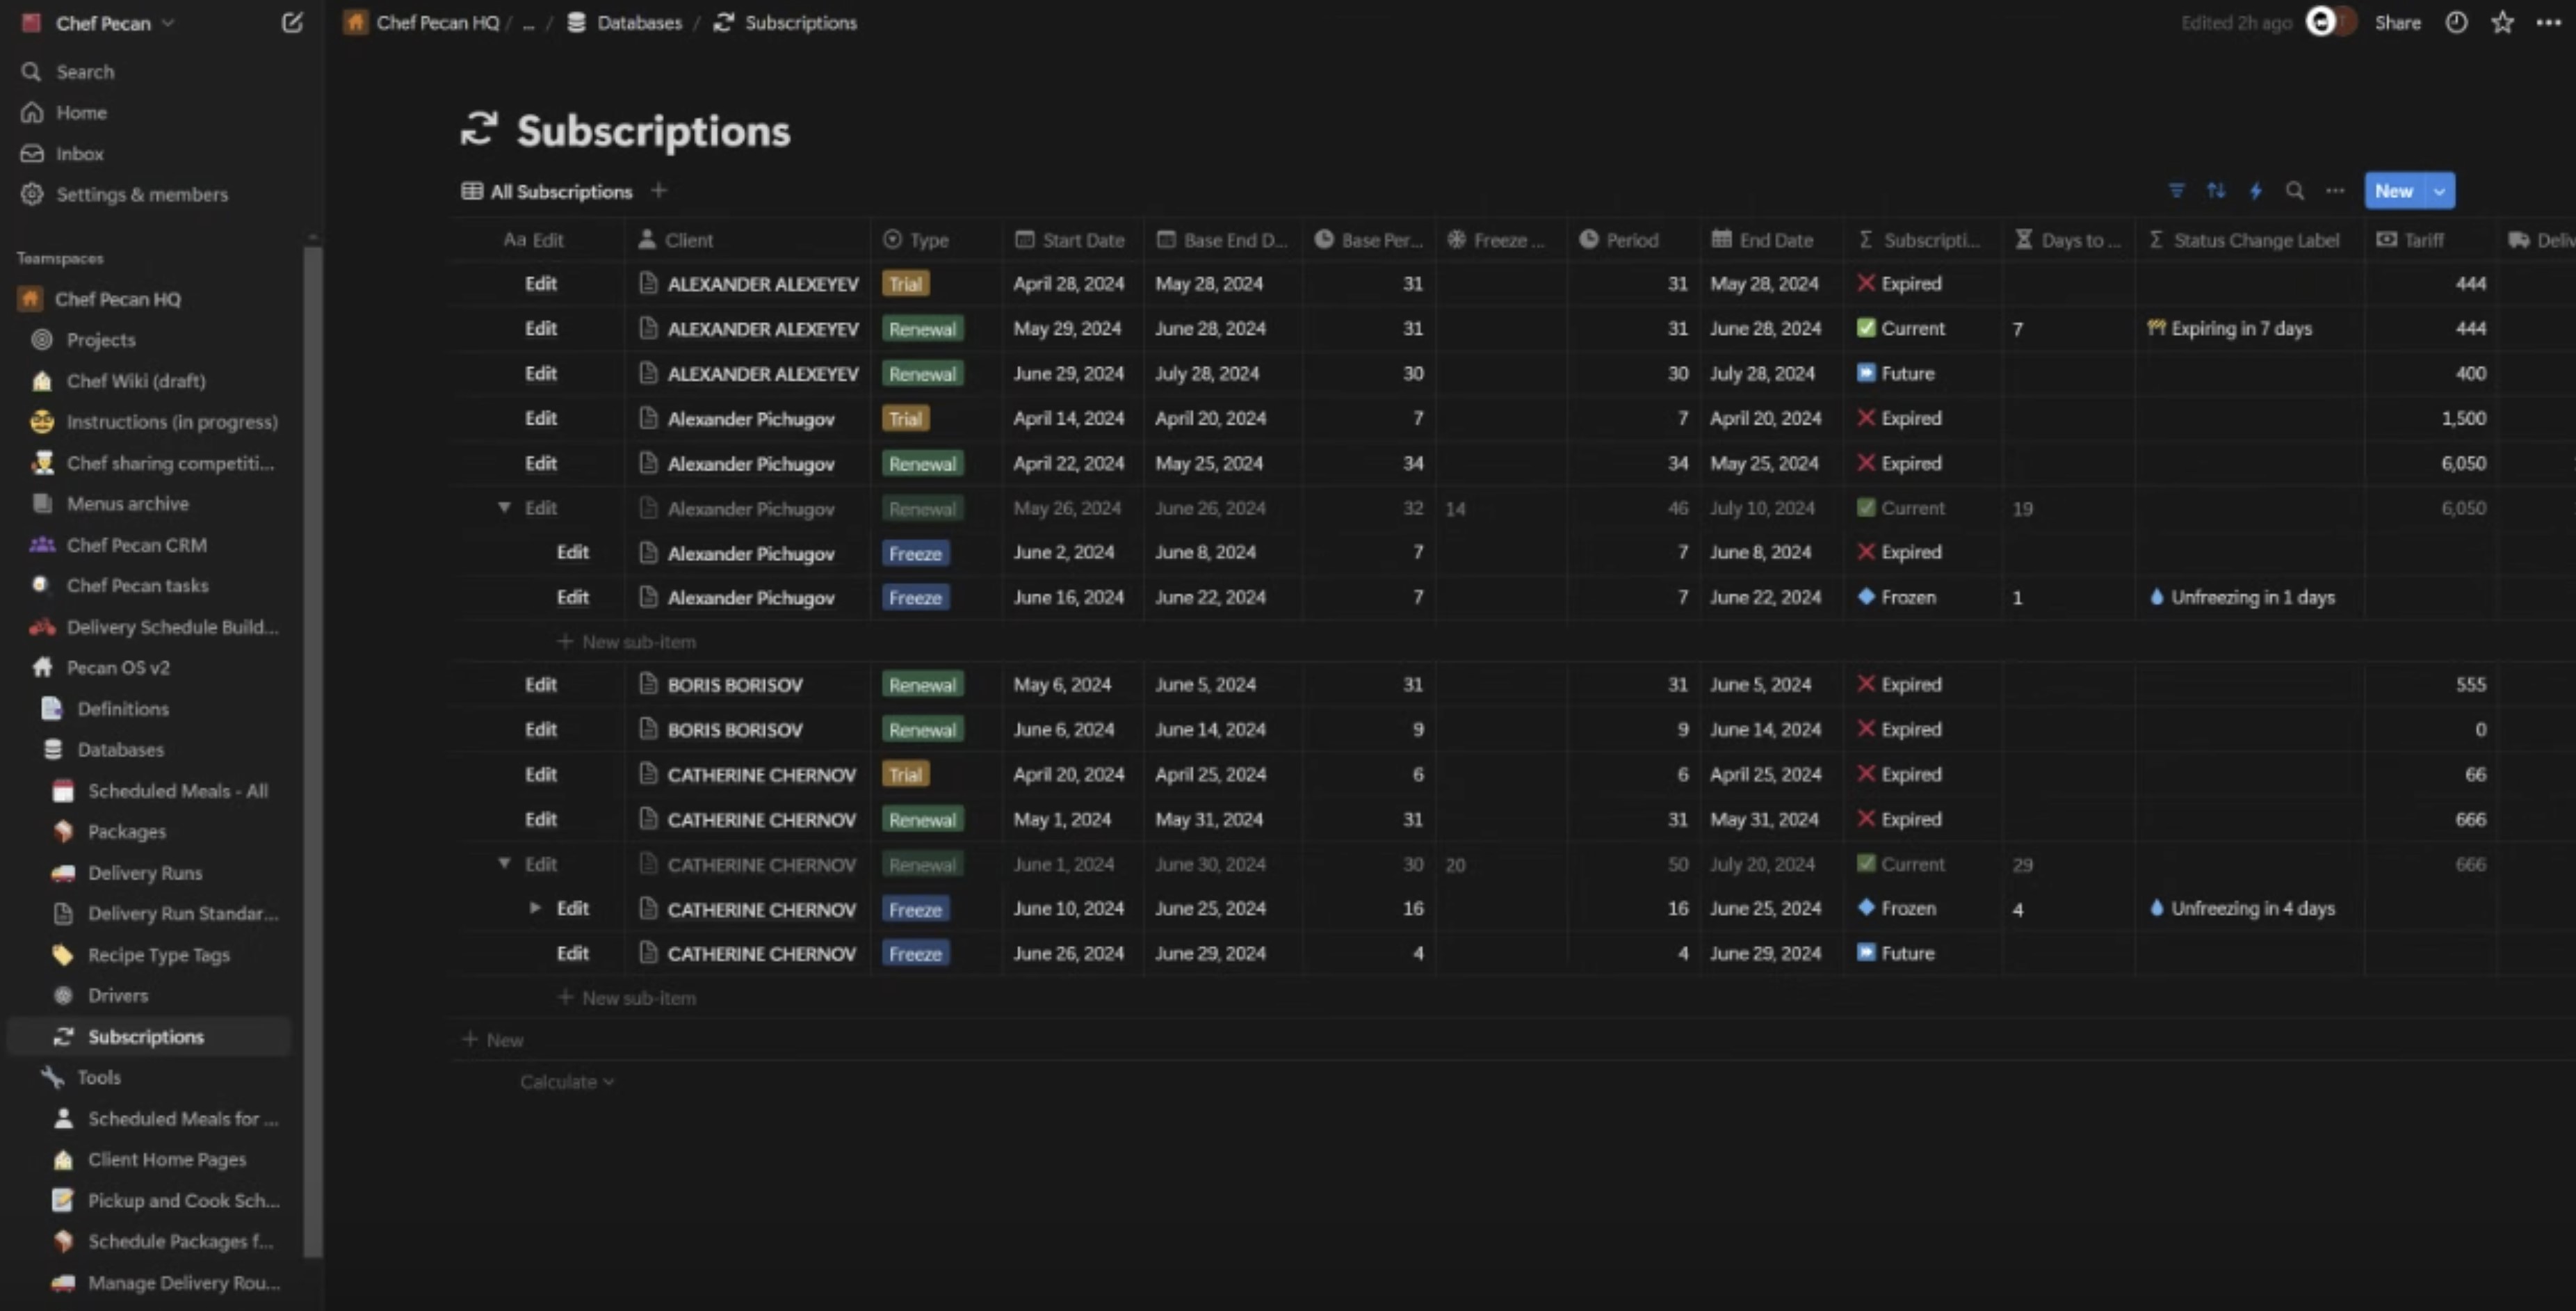 Chef Pecan
Search
Home
Inbox
Settings & members
Teamspaces
Chef Pecan HQ
Projects
Chef Wiki (draft)
Instructions (in progress)
Chef sharing competiti...
Menus archive
Chef Pecan CRM
Chef Pecan tasks
Delivery Schedule Build...
Pecan OS v2
Definitions
Databases
Scheduled Meals - All
Packages
Delivery Runs
Delivery Run Standar...
Recipe Type Tags
Drivers
Subscriptions
Tools
Scheduled Meals for ...
Client Home Pages
Pickup and Cook Sch...
Schedule Packages f...
Manage Delivery Rou...
Chef Pecan HQ / ... / Databases / Subscriptions
Edited 2h ago Share
Subscriptions
All Subscriptions
New
Aa Edit Client Type Start Date Base End D... Base Per... Freeze ... Period End Date Σ Subscripti... Days to ... Σ Status Change Label Tariff Deliv
Edit ALEXANDER ALEXEYEV Trial April 28, 2024 May 28, 2024 31 31 May 28, 2024 Expired 444
Edit ALEXANDER ALEXEYEV Renewal May 29, 2024 June 28, 2024 31 31 June 28, 2024 Current 7 Expiring in 7 days 444
Edit ALEXANDER ALEXEYEV Renewal June 29, 2024 July 28, 2024 30 30 July 28, 2024 Future 400
Edit Alexander Pichugov Trial April 14, 2024 April 20, 2024 7 7 April 20, 2024 Expired 1,500
Edit Alexander Pichugov Renewal April 22, 2024 May 25, 2024 34 34 May 25, 2024 Expired 6,050
Edit Alexander Pichugov Renewal May 26, 2024 June 26, 2024 32 14 46 July 10, 2024 Current 19 6,050
Edit Alexander Pichugov Freeze June 2, 2024 June 8, 2024 7 7 June 8, 2024 Expired
Edit Alexander Pichugov Freeze June 16, 2024 June 22, 2024 7 7 June 22, 2024 Frozen 1 Unfreezing in 1 days
+ New sub-item
Edit BORIS BORISOV Renewal May 6, 2024 June 5, 2024 31 31 June 5, 2024 Expired 555
Edit BORIS BORISOV Renewal June 6, 2024 June 14, 2024 9 9 June 14, 2024 Expired 0
Edit CATHERINE CHERNOV Trial April 20, 2024 April 25, 2024 6 6 April 25, 2024 Expired 66
Edit CATHERINE CHERNOV Renewal May 1, 2024 May 31, 2024 31 31 May 31, 2024 Expired 666
Edit CATHERINE CHERNOV Renewal June 1, 2024 June 30, 2024 30 20 50 July 20, 2024 Current 29 666
Edit CATHERINE CHERNOV Freeze June 10, 2024 June 25, 2024 16 16 June 25, 2024 Frozen 4 Unfreezing in 4 days
Edit CATHERINE CHERNOV Freeze June 26, 2024 June 29, 2024 4 4 June 29, 2024 Future
+ New sub-item
+ New
Calculate